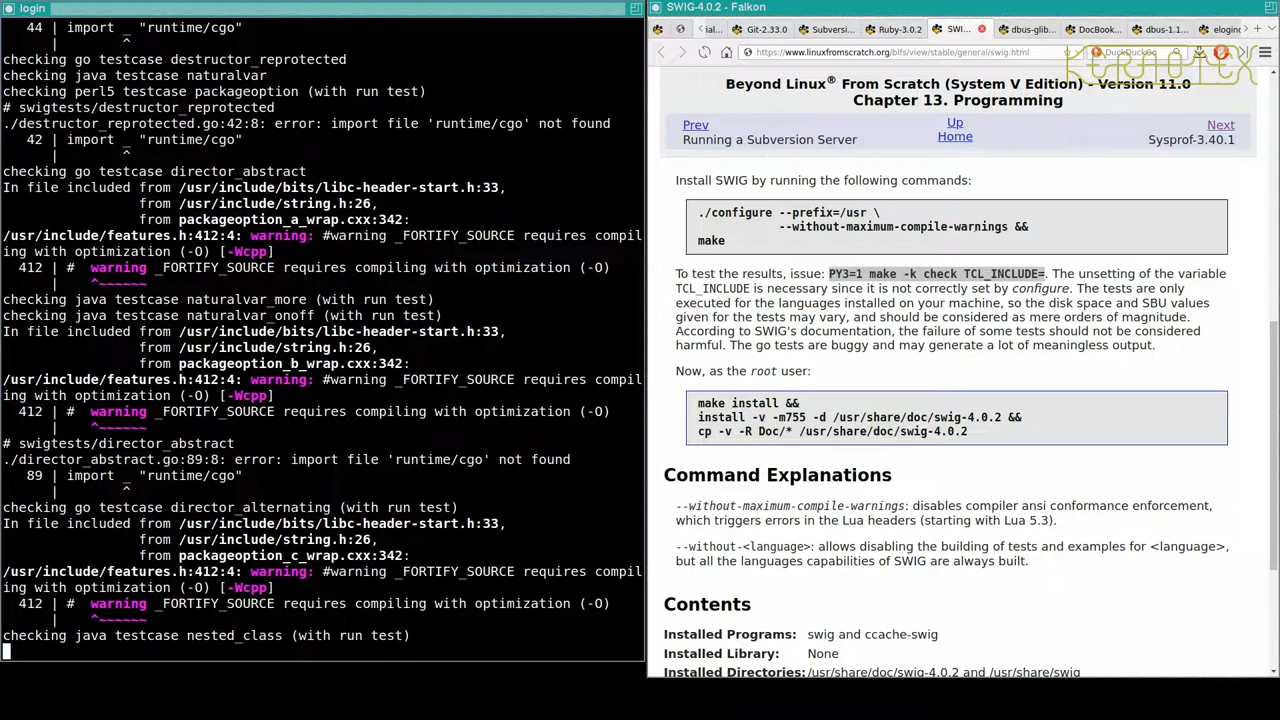 login
44 | import _ "runtime/cgo"
| ^
checking go testcase destructor_reprotected
checking java testcase naturalvar
checking perl5 testcase packageoption (with run test)
# swigtests/destructor_reprotected
./destructor_reprotected.go:42:8: error: import file 'runtime/cgo' not found
42 | import _ "runtime/cgo"
| ^
checking go testcase director_abstract
In file included from /usr/include/bits/libc-header-start.h:33,
from /usr/include/string.h:26,
from packageoption_a_wrap.cxx:342:
/usr/include/features.h:412:4: warning: #warning _FORTIFY_SOURCE requires compil
ing with optimization (-O) [-Wcpp]
412 | # warning _FORTIFY_SOURCE requires compiling with optimization (-O)
| ^~~~~~~
checking java testcase naturalvar_more (with run test)
checking java testcase naturalvar_onoff (with run test)
In file included from /usr/include/bits/libc-header-start.h:33,
from /usr/include/string.h:26,
from packageoption_b_wrap.cxx:342:
/usr/include/features.h:412:4: warning: #warning _FORTIFY_SOURCE requires compil
ing with optimization (-O) [-Wcpp]
412 | # warning _FORTIFY_SOURCE requires compiling with optimization (-O)
| ^~~~~~~
# swigtests/director_abstract
./director_abstract.go:89:8: error: import file 'runtime/cgo' not found
89 | import _ "runtime/cgo"
| ^
checking go testcase director_alternating (with run test)
In file included from /usr/include/bits/libc-header-start.h:33,
from /usr/include/string.h:26,
from packageoption_c_wrap.cxx:342:
/usr/include/features.h:412:4: warning: #warning _FORTIFY_SOURCE requires compil
ing with optimization (-O) [-Wcpp]
412 | # warning _FORTIFY_SOURCE requires compiling with optimization (-O)
| ^~~~~~~
checking java testcase nested_class (with run test)
SWIG-4.0.2 - Falkon
ial... Git-2.33.0 Subversi... Ruby-3.0.2 SWI... dbus-glib... DocBook... dbus-1.1... elogind
https://www.linuxfromscratch.org/blfs/view/stable/general/swig.html DuckDuckGo
KERNOTEX
Beyond Linux® From Scratch (System V Edition) - Version 11.0
Chapter 13. Programming
Prev Up Next
Running a Subversion Server Home Sysprof-3.40.1
Install SWIG by running the following commands:
./configure --prefix=/usr \
--without-maximum-compile-warnings &&
make
To test the results, issue: PY3=1 make -k check TCL_INCLUDE=. The unsetting of the variable
TCL_INCLUDE is necessary since it is not correctly set by configure. The tests are only
executed for the languages installed on your machine, so the disk space and SBU values
given for the tests may vary, and should be considered as mere orders of magnitude.
According to SWIG's documentation, the failure of some tests should not be considered
harmful. The go tests are buggy and may generate a lot of meaningless output.
Now, as the root user:
make install &&
install -v -m755 -d /usr/share/doc/swig-4.0.2 &&
cp -v -R Doc/* /usr/share/doc/swig-4.0.2
Command Explanations
--without-maximum-compile-warnings: disables compiler ansi conformance enforcement,
which triggers errors in the Lua headers (starting with Lua 5.3).
--without-<language>: allows disabling the building of tests and examples for <language>,
but all the languages capabilities of SWIG are always built.
Contents
Installed Programs: swig and ccache-swig
Installed Library: None
Installed Directories: /usr/share/doc/swig-4.0.2 and /usr/share/swig